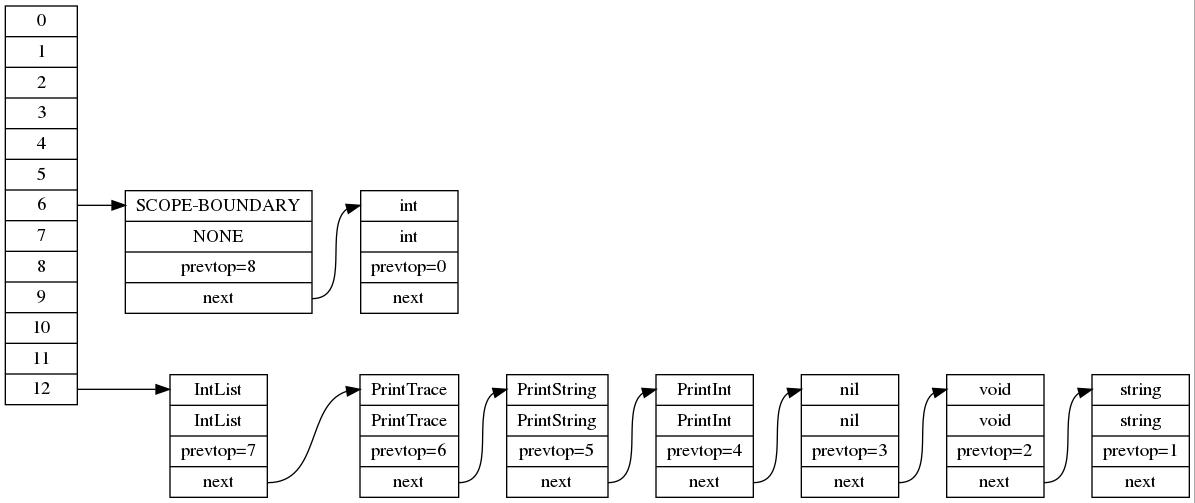 0
1
2
3
4
5
6
7
8
9
10
11
12
SCOPE-BOUNDARY
NONE
prevtop=8
next
int
int
prevtop=0
next
IntList
IntList
prevtop=7
next
PrintTrace
PrintTrace
prevtop=6
next
PrintString
PrintString
prevtop=5
next
PrintInt
PrintInt
prevtop=4
next
nil
nil
prevtop=3
next
void
void
prevtop=2
next
string
string
prevtop=1
next